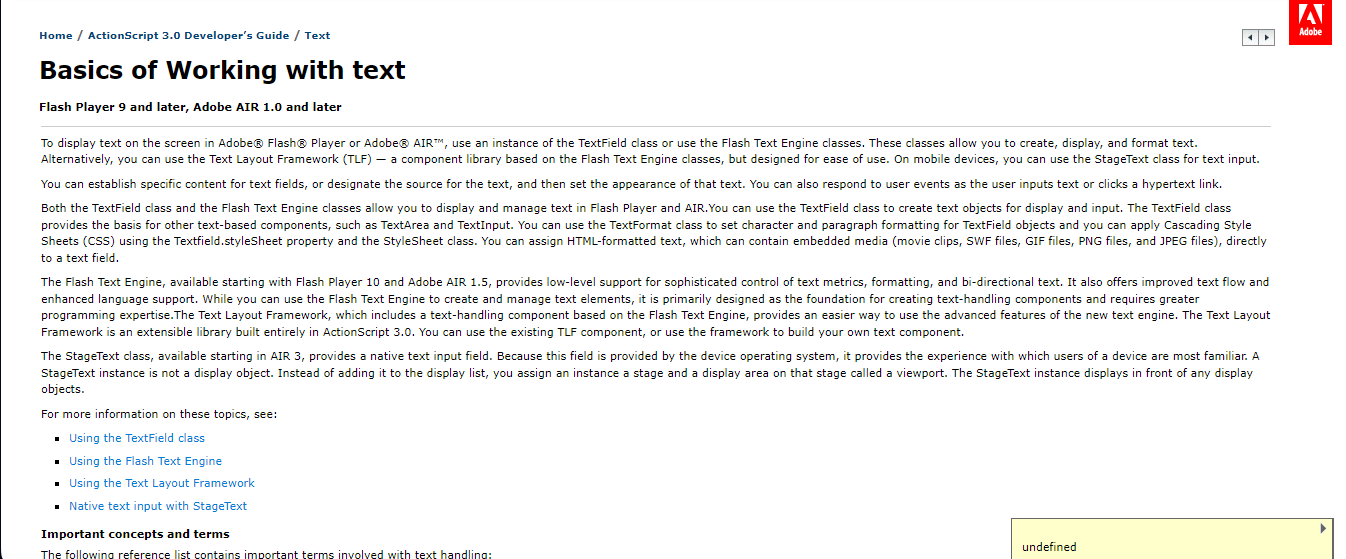 Home / ActionScript 3.0 Developer's Guide / Text
Adobe
Basics of Working with text
Flash Player 9 and later, Adobe AIR 1.0 and later
To display text on the screen in Adobe® Flash® Player or Adobe® AIR™, use an instance of the TextField class or use the Flash Text Engine classes. These classes allow you to create, display, and format text.
Alternatively, you can use the Text Layout Framework (TLF) — a component library based on the Flash Text Engine classes, but designed for ease of use. On mobile devices, you can use the StageText class for text input.
You can establish specific content for text fields, or designate the source for the text, and then set the appearance of that text. You can also respond to user events as the user inputs text or clicks a hypertext link.
Both the TextField class and the Flash Text Engine classes allow you to display and manage text in Flash Player and AIR.You can use the TextField class to create text objects for display and input. The TextField class
provides the basis for other text-based components, such as TextArea and TextInput. You can use the TextFormat class to set character and paragraph formatting for TextField objects and you can apply Cascading Style
Sheets (CSS) using the Textfield.styleSheet property and the StyleSheet class. You can assign HTML-formatted text, which can contain embedded media (movie clips, SWF files, GIF files, PNG files, and JPEG files), directly
to a text field.
The Flash Text Engine, available starting with Flash Player 10 and Adobe AIR 1.5, provides low-level support for sophisticated control of text metrics, formatting, and bi-directional text. It also offers improved text flow and
enhanced language support. While you can use the Flash Text Engine to create and manage text elements, it is primarily designed as the foundation for creating text-handling components and requires greater
programming expertise.The Text Layout Framework, which includes a text-handling component based on the Flash Text Engine, provides an easier way to use the advanced features of the new text engine. The Text Layout
Framework is an extensible library built entirely in ActionScript 3.0. You can use the existing TLF component, or use the framework to build your own text component.
The StageText class, available starting in AIR 3, provides a native text input field. Because this field is provided by the device operating system, it provides the experience with which users of a device are most familiar. A
StageText instance is not a display object. Instead of adding it to the display list, you assign an instance a stage and a display area on that stage called a viewport. The StageText instance displays in front of any display
objects.
For more information on these topics, see:
Using the TextField class
Using the Flash Text Engine
Using the Text Layout Framework
Native text input with StageText
Important concepts and terms
The following reference list contains important terms involved with text handling:
undefined